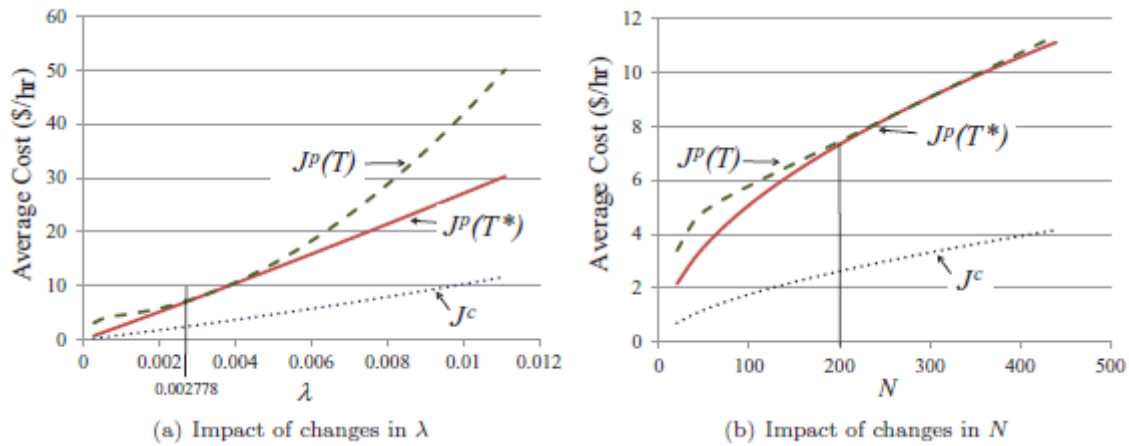 60
50
40
30
20
10
0
Average Cost ($/hr)
J^p(T)
J^p(T*)
J^c
0 0.002 0.004 0.006 0.008 0.01 0.012
0.002778
λ
(a) Impact of changes in λ
12
10
8
6
4
2
0
Average Cost ($/hr)
J^p(T)
J^p(T*)
J^c
0 100 200 300 400 500
N
(b) Impact of changes in N